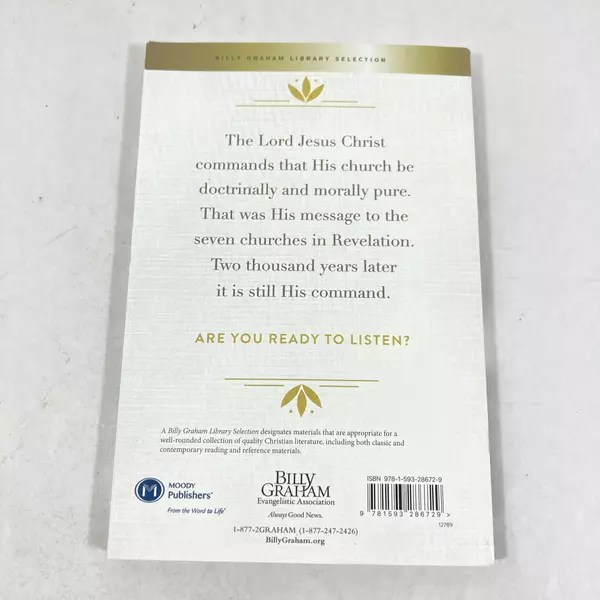 BILLY GRAHAM LIBRARY SELECTION
The Lord Jesus Christ
commands that His church be
doctrinally and morally pure.
That was His message to the
seven churches in Revelation.
Two thousand years later
it is still His command.
ARE YOU READY TO LISTEN?
A Billy Graham Library Selection designates materials that are appropriate for a
well-rounded collection of quality Christian literature, including both classic and
contemporary reading and reference materials.
M
MOODY
Publishers®
From the Word to Life®
BILLY
GRAHAM
Evangelistic Association
Always Good News.
1-877-2GRAHAM (1-877-247-2426)
BillyGraham.org
ISBN 978-1-593-28672-9
9 781593 286729 >
12789